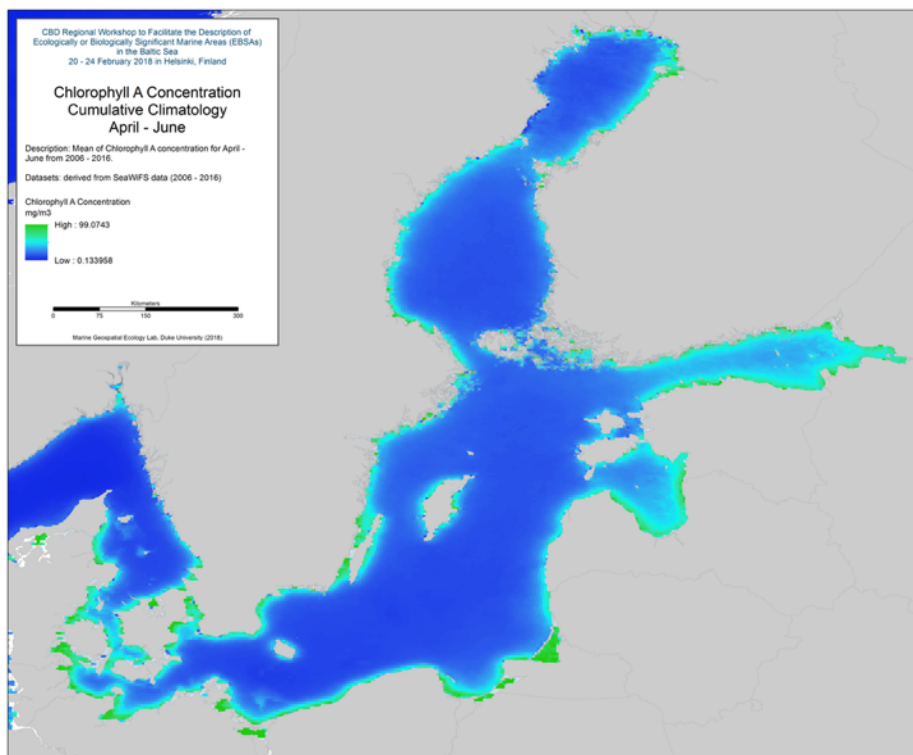 CBD Regional Workshop to Facilitate the Description of
Ecologically or Biologically Significant Marine Areas (EBSAs)
in the Baltic Sea
20 - 24 February 2018 in Helsinki, Finland
Chlorophyll A Concentration
Cumulative Climatology
April - June
Description: Mean of Chlorophyll A concentration for April -
June from 2006 - 2016.
Datasets: derived from SeaWiFS data (2006 - 2016)
Chlorophyll A Concentration
mg/m3
High : 99.0743
Low : 0.133958
Kilometers
0 75 150 300
Marine Geospatial Ecology Lab, Duke University (2018)